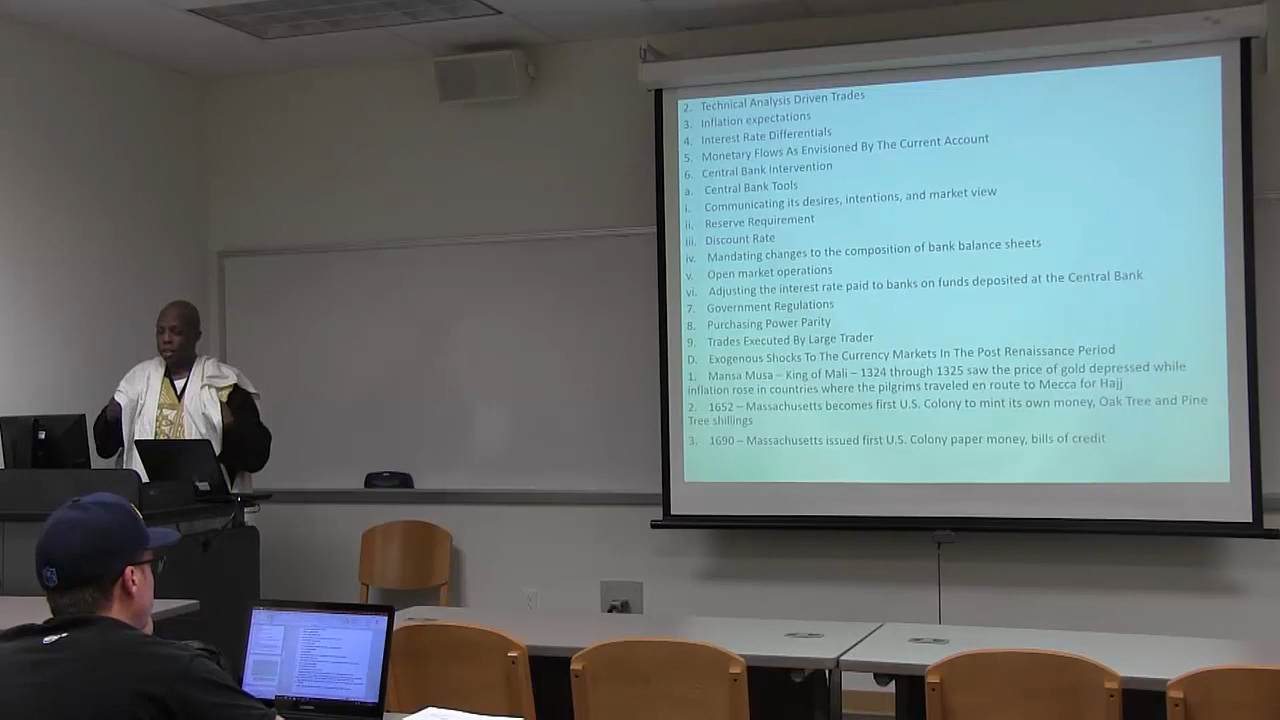 2. Technical Analysis Driven Trades
3. Inflation expectations
4. Interest Rate Differentials
5. Monetary Flows As Envisioned By The Current Account
6. Central Bank Intervention
a. Central Bank Tools
i. Communicating its desires, intentions, and market view
ii. Reserve Requirement
iii. Discount Rate
iv. Mandating changes to the composition of bank balance sheets
v. Open market operations
vi. Adjusting the interest rate paid to banks on funds deposited at the Central Bank
7. Government Regulations
8. Purchasing Power Parity
9. Trades Executed By Large Trader
D. Exogenous Shocks To The Currency Markets In The Post Renaissance Period
1. Mansa Musa – King of Mali – 1324 through 1325 saw the price of gold depressed while
inflation rose in countries where the pilgrims traveled en route to Mecca for Hajj
2. 1652 – Massachusetts becomes first U.S. Colony to mint its own money, Oak Tree and Pine
Tree shillings
3. 1690 – Massachusetts issued first U.S. Colony paper money, bills of credit